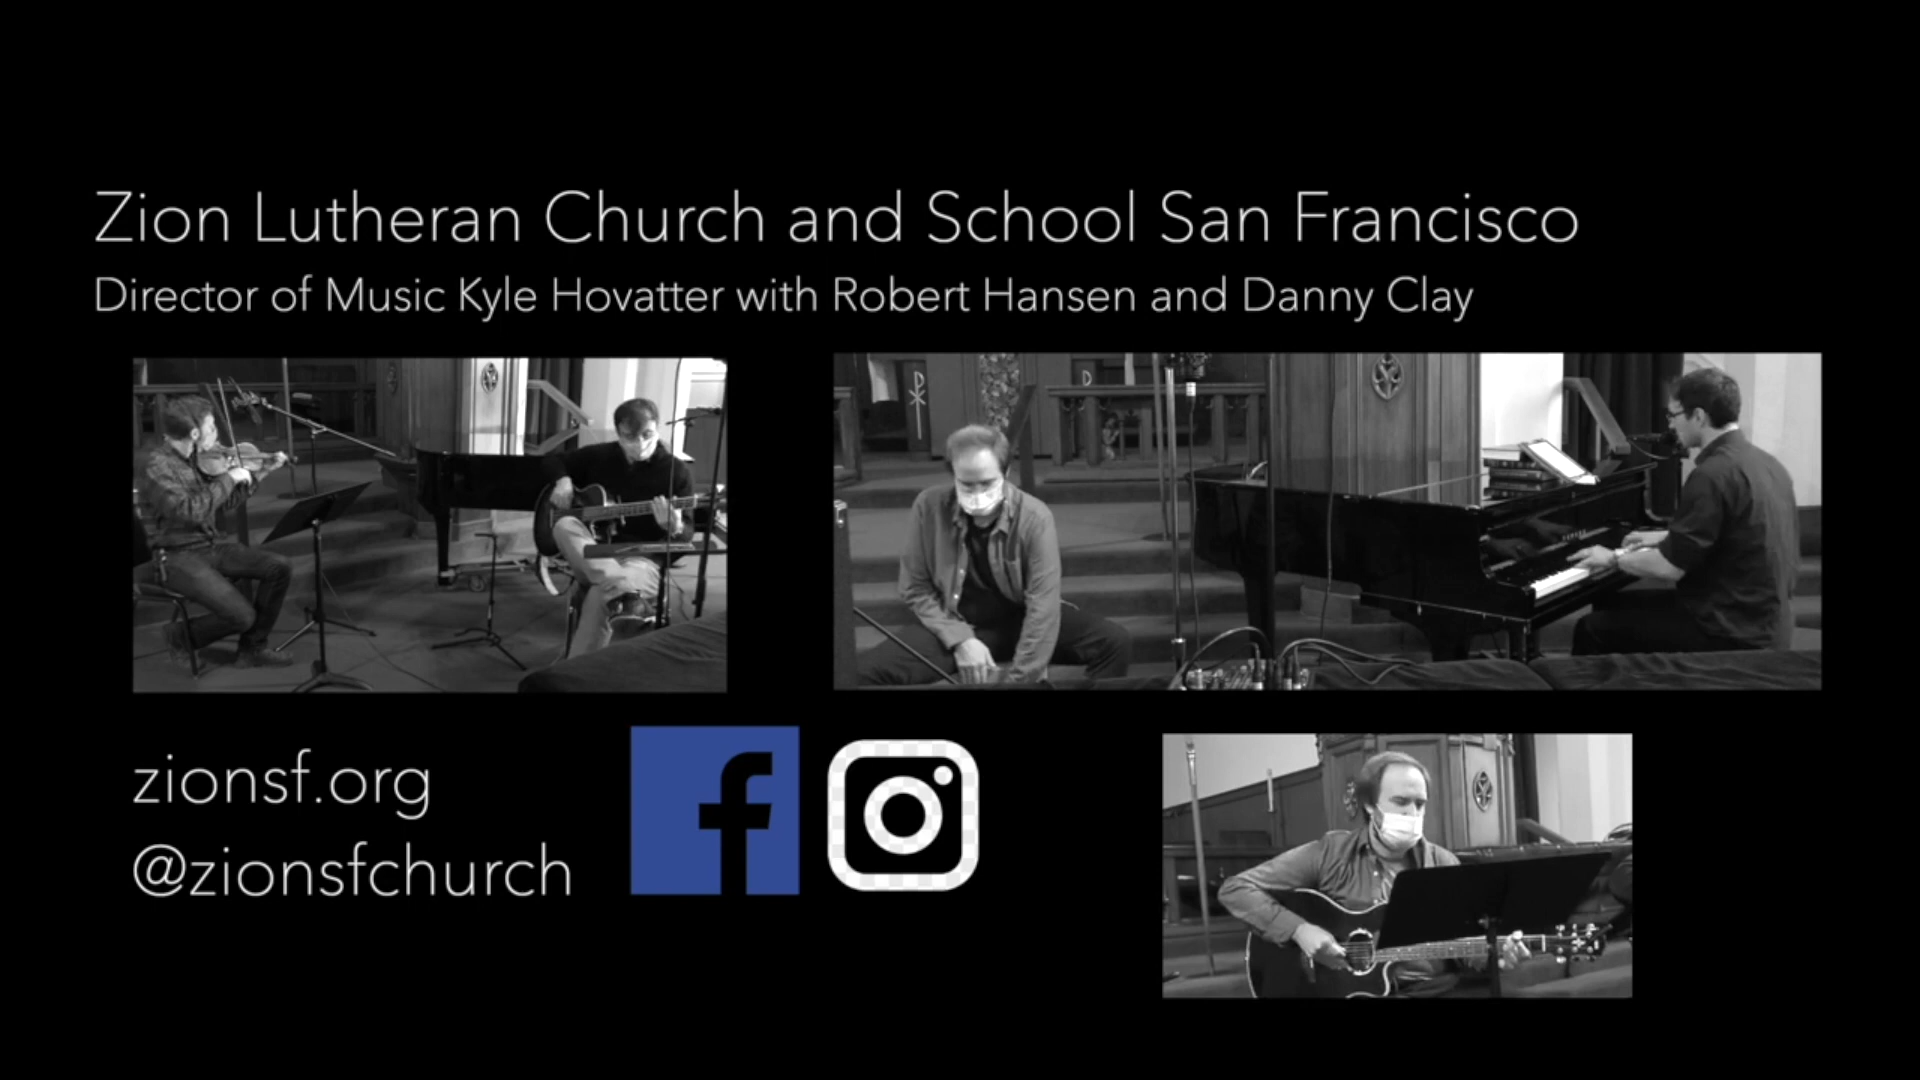 Zion Lutheran Church and School San Francisco
Director of Music Kyle Hovatter with Robert Hansen and Danny Clay
zionsf.org
@zionsfchurch